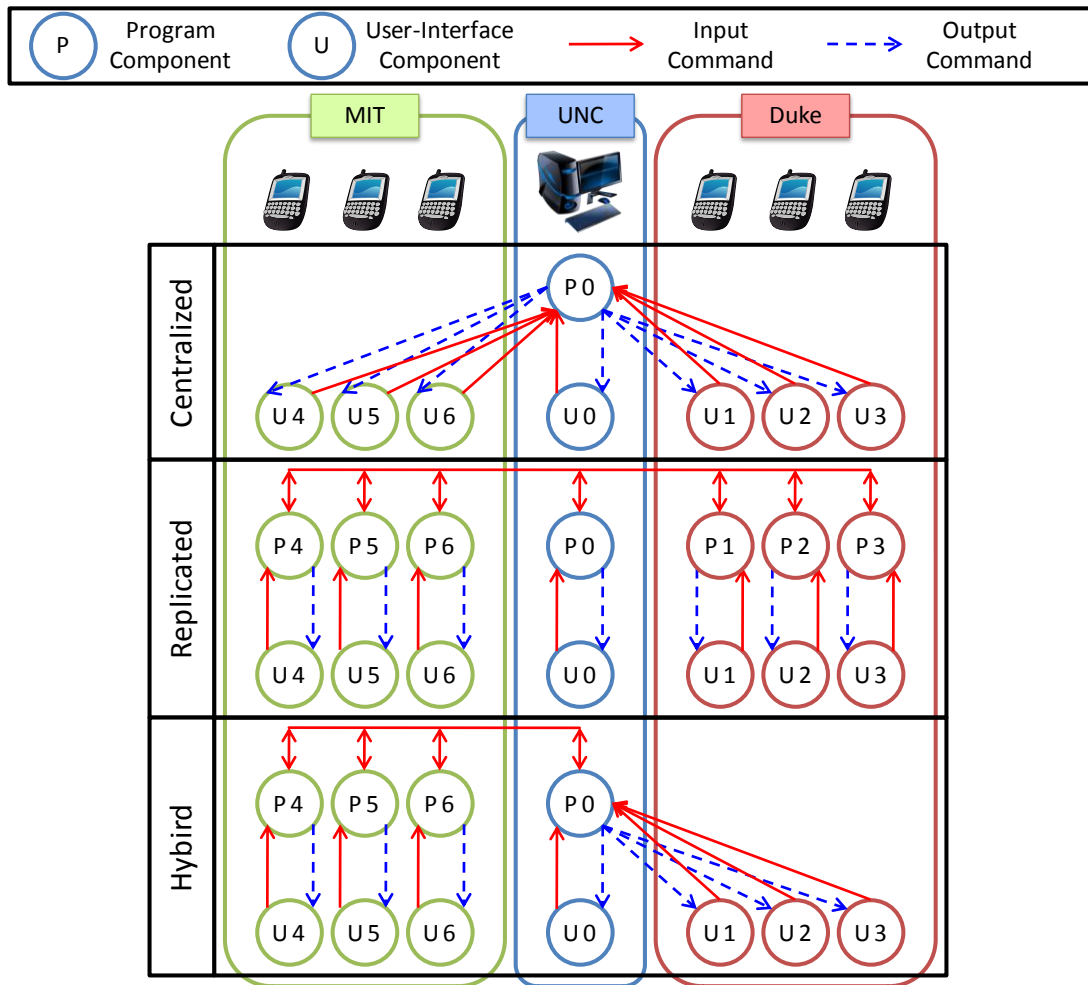 P
Program
Component
U
User-Interface
Component
Input
Command
Output
Command
MIT
UNC
Duke
Centralized
P 0
U 4
U 5
U 6
U 0
U 1
U 2
U 3
Replicated
P 4
P 5
P 6
P 0
P 1
P 2
P 3
U 4
U 5
U 6
U 0
U 1
U 2
U 3
Hybird
P 4
P 5
P 6
P 0
U 4
U 5
U 6
U 0
U 1
U 2
U 3